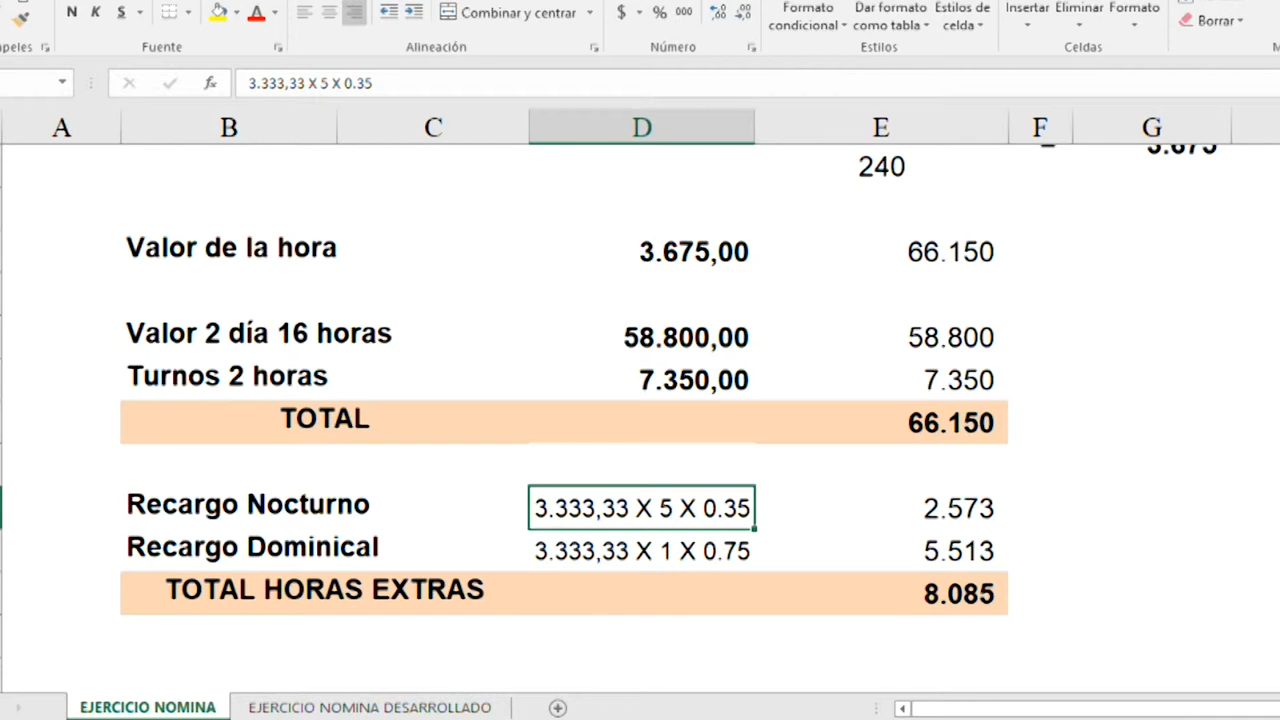 N K S Combinar y centrar $ % 000 Formato condicional Dar formato como tabla Estilos de celda Insertar Eliminar Formato Borrar
Fuente Alineación Número Estilos Celdas
fx 3.333,33 X 5 X 0.35
A B C D E F G
240
Valor de la hora 3.675,00 66.150
Valor 2 día 16 horas 58.800,00 58.800
Turnos 2 horas 7.350,00 7.350
TOTAL 66.150
Recargo Nocturno 3.333,33 X 5 X 0.35 2.573
Recargo Dominical 3.333,33 X 1 X 0.75 5.513
TOTAL HORAS EXTRAS 8.085
EJERCICIO NOMINA EJERCICIO NOMINA DESARROLLADO